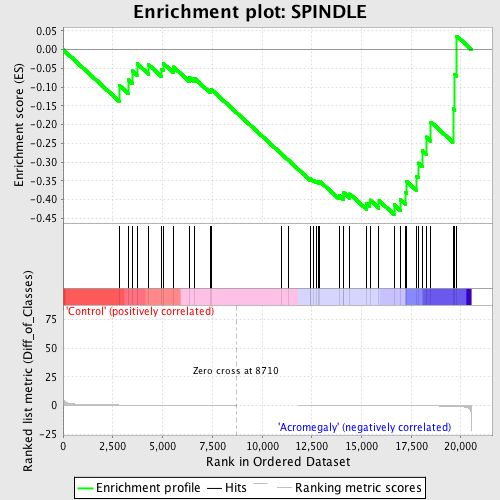 Enrichment plot: SPINDLE
Enrichment score (ES)
0.05
0.00
-0.05
-0.10
-0.15
-0.20
-0.25
-0.30
-0.35
-0.40
-0.45
'Control' (positively correlated)
Ranked list metric (Diff_of_Classes)
75
50
25
0
-25
Zero cross at 8710
'Acromegaly' (negatively correlated)
0 2,500 5,000 7,500 10,000 12,500 15,000 17,500 20,000
Rank in Ordered Dataset
Enrichment profile Hits Ranking metric scores